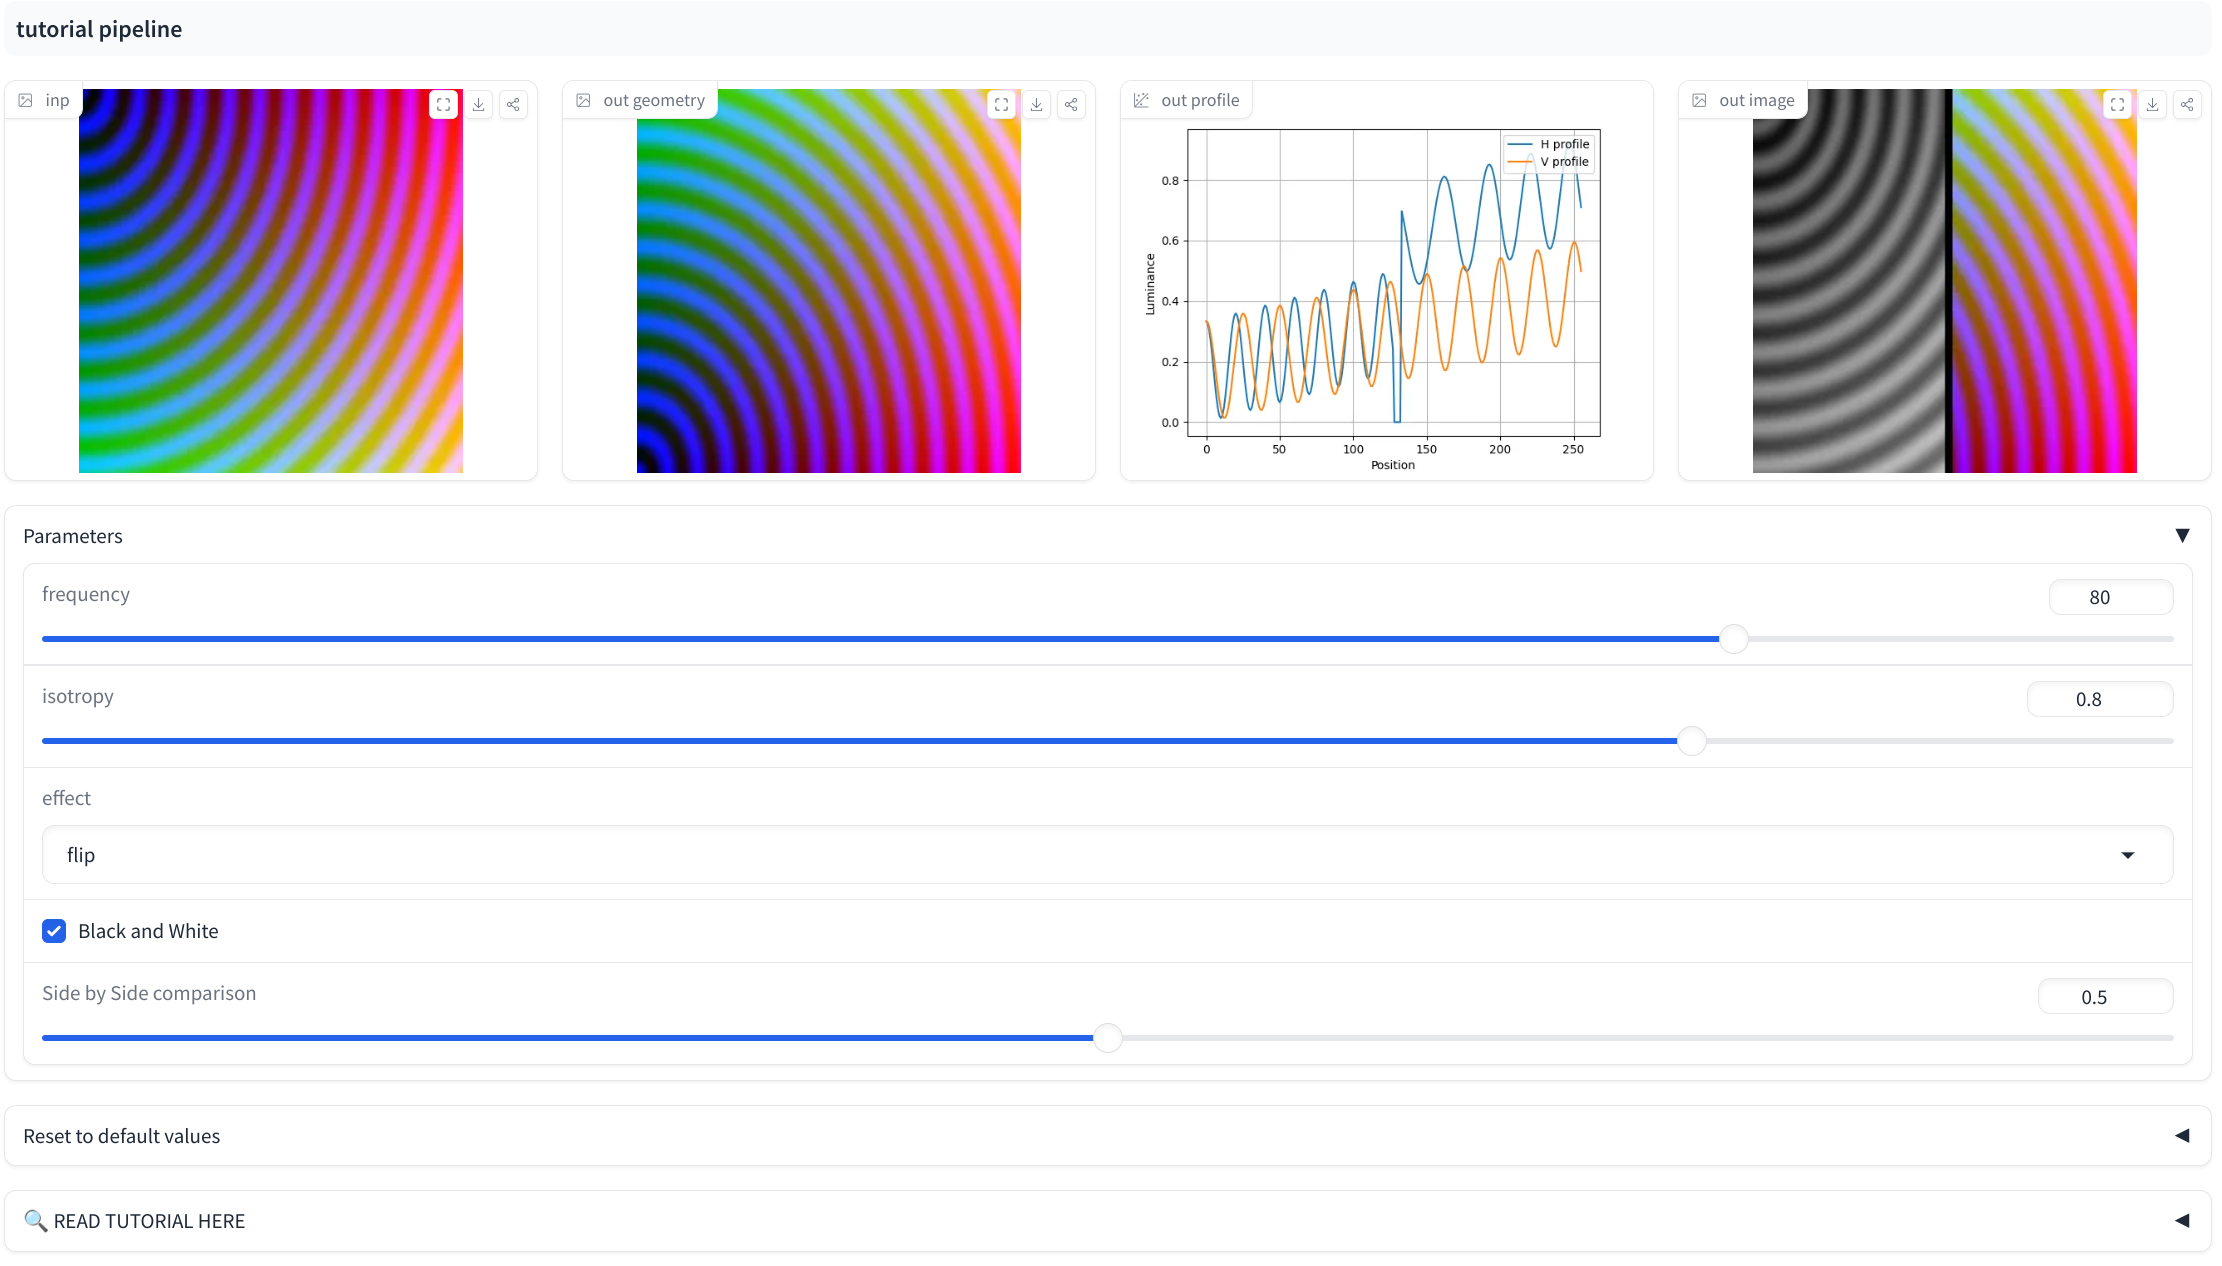 tutorial pipeline
inp
out geometry
out profile
out image
H profile
V profile
0.8
0.6
0.4
0.2
0.0
Luminance
0 50 100 150 200 250
Position
Parameters
frequency
80
isotropy
0.8
effect
flip
Black and White
Side by Side comparison
0.5
Reset to default values
READ TUTORIAL HERE